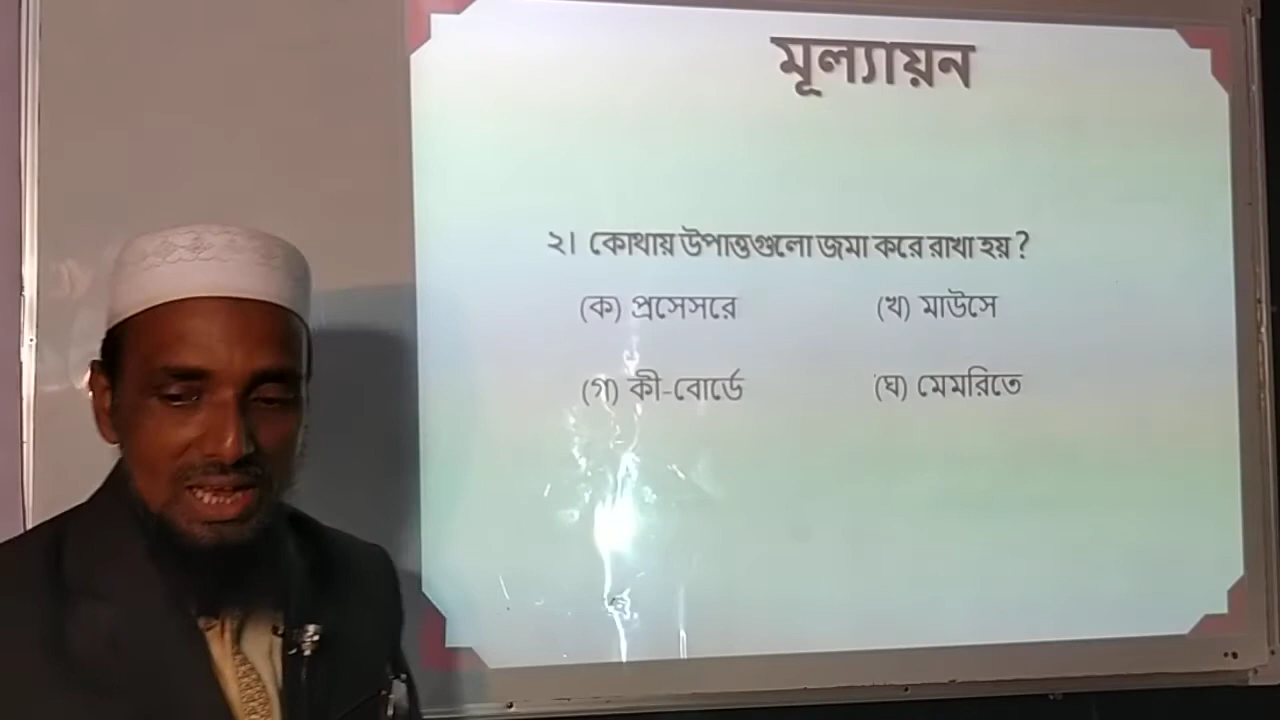 মূল্যায়ন
২। কোথায় উপাত্তগুলো জমা করে রাখা হয় ?
(ক) প্রসেসরে (খ) মাউসে
(গ) কী-বোর্ডে (ঘ) মেমরিতে